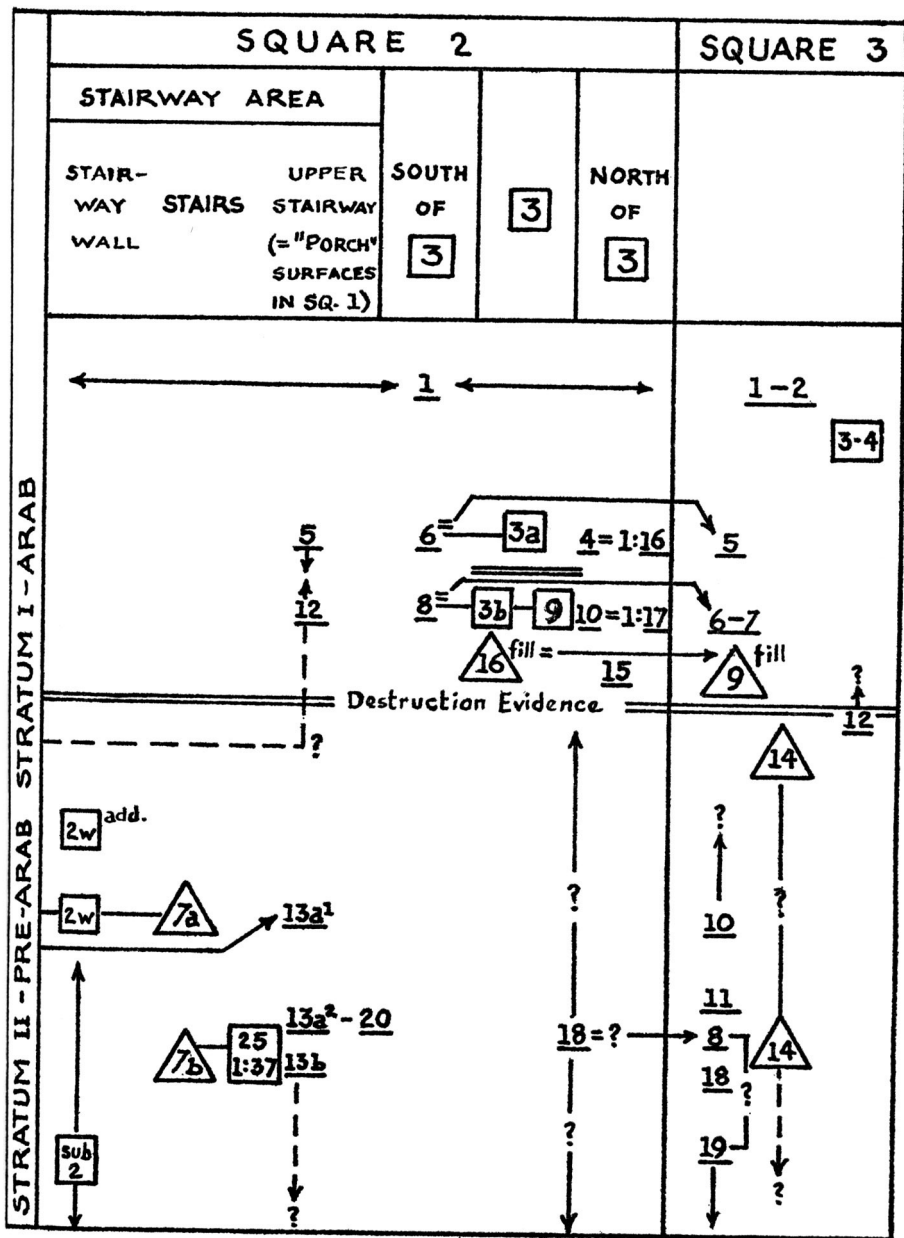 SQUARE 2
SQUARE 3
STAIRWAY AREA
STAIR-
WAY
WALL
STAIRS
UPPER
STAIRWAY
(="PORCH"
SURFACES
IN SQ. 1)
SOUTH
OF
3
3
NORTH
OF
3
STRATUM I - ARAB
1
1-2
3-4
5
6=
3a
4=1:16
5
12
8=
3b
9
10=1:17
6-7
16 fill =
15
9 fill
?
Destruction Evidence
12
?
14
2w add.
?
2w
7a
13a¹
?
?
10
STRATUM II - PRE-ARAB
13a²-20
11
7b
25
1:37
13b
18=?
8
14
18
?
sub
2
?
19
?
?